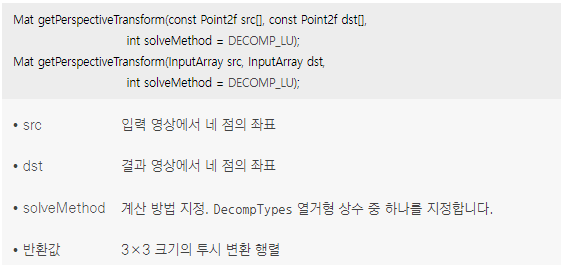 Mat getPerspectiveTransform(const Point2f src[], const Point2f dst[],
int solveMethod = DECOMP_LU);
Mat getPerspectiveTransform(InputArray src, InputArray dst,
int solveMethod = DECOMP_LU);
• src 입력 영상에서 네 점의 좌표
• dst 결과 영상에서 네 점의 좌표
• solveMethod 계산 방법 지정. DecompTypes 열거형 상수 중 하나를 지정합니다.
• 반환값 3×3 크기의 투시 변환 행렬